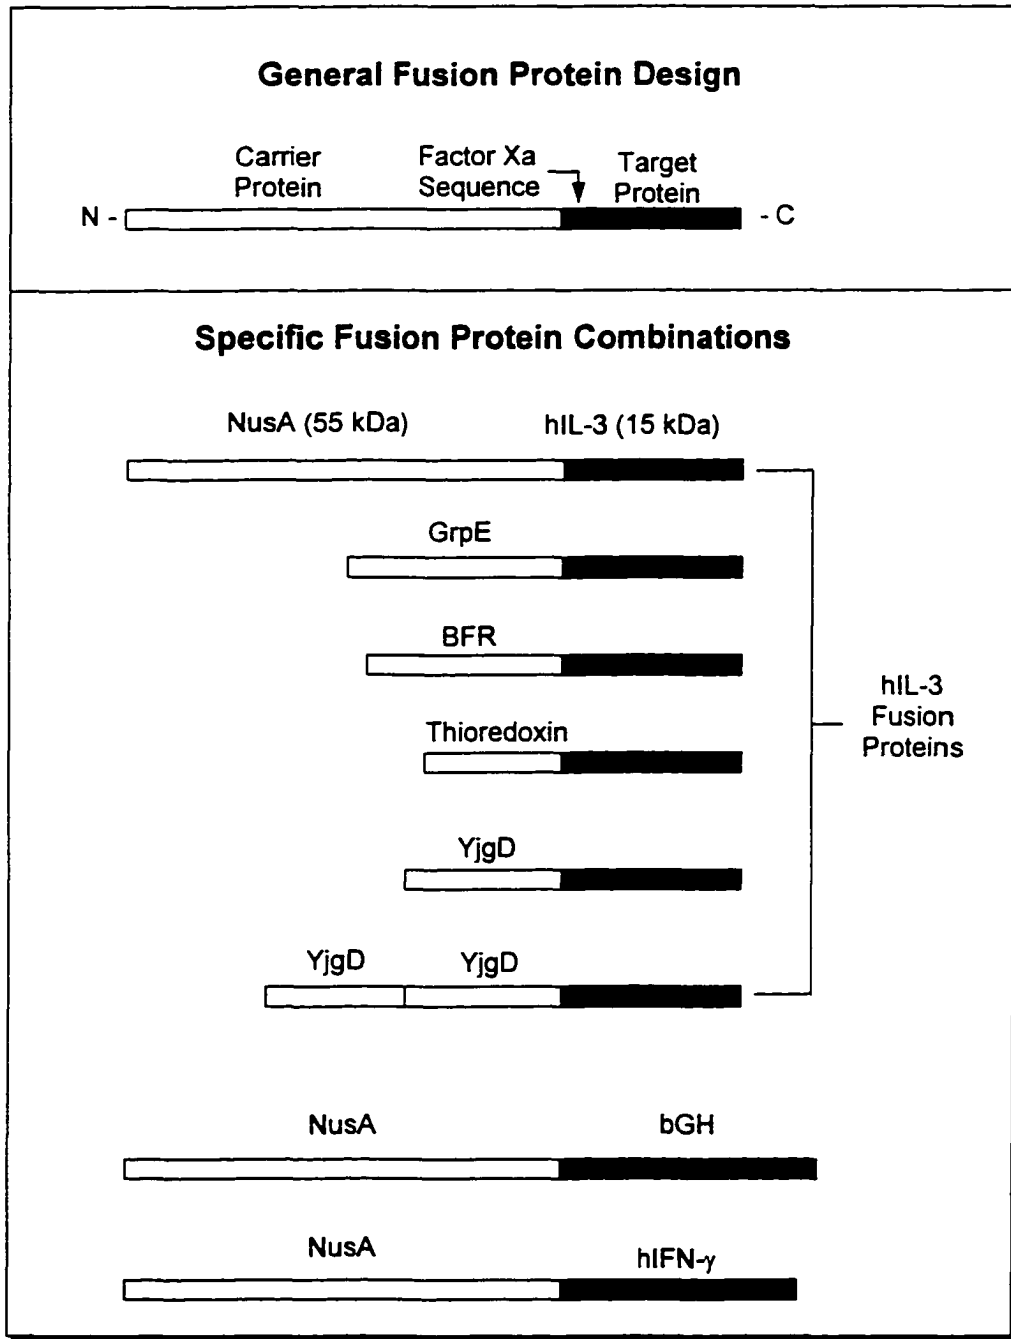 General Fusion Protein Design
Carrier
Protein
Factor Xa
Sequence
Target
Protein
N -
- C
Specific Fusion Protein Combinations
NusA (55 kDa)
hIL-3 (15 kDa)
GrpE
BFR
Thioredoxin
YjgD
YjgD
YjgD
hIL-3
Fusion
Proteins
NusA
bGH
NusA
hIFN-γ